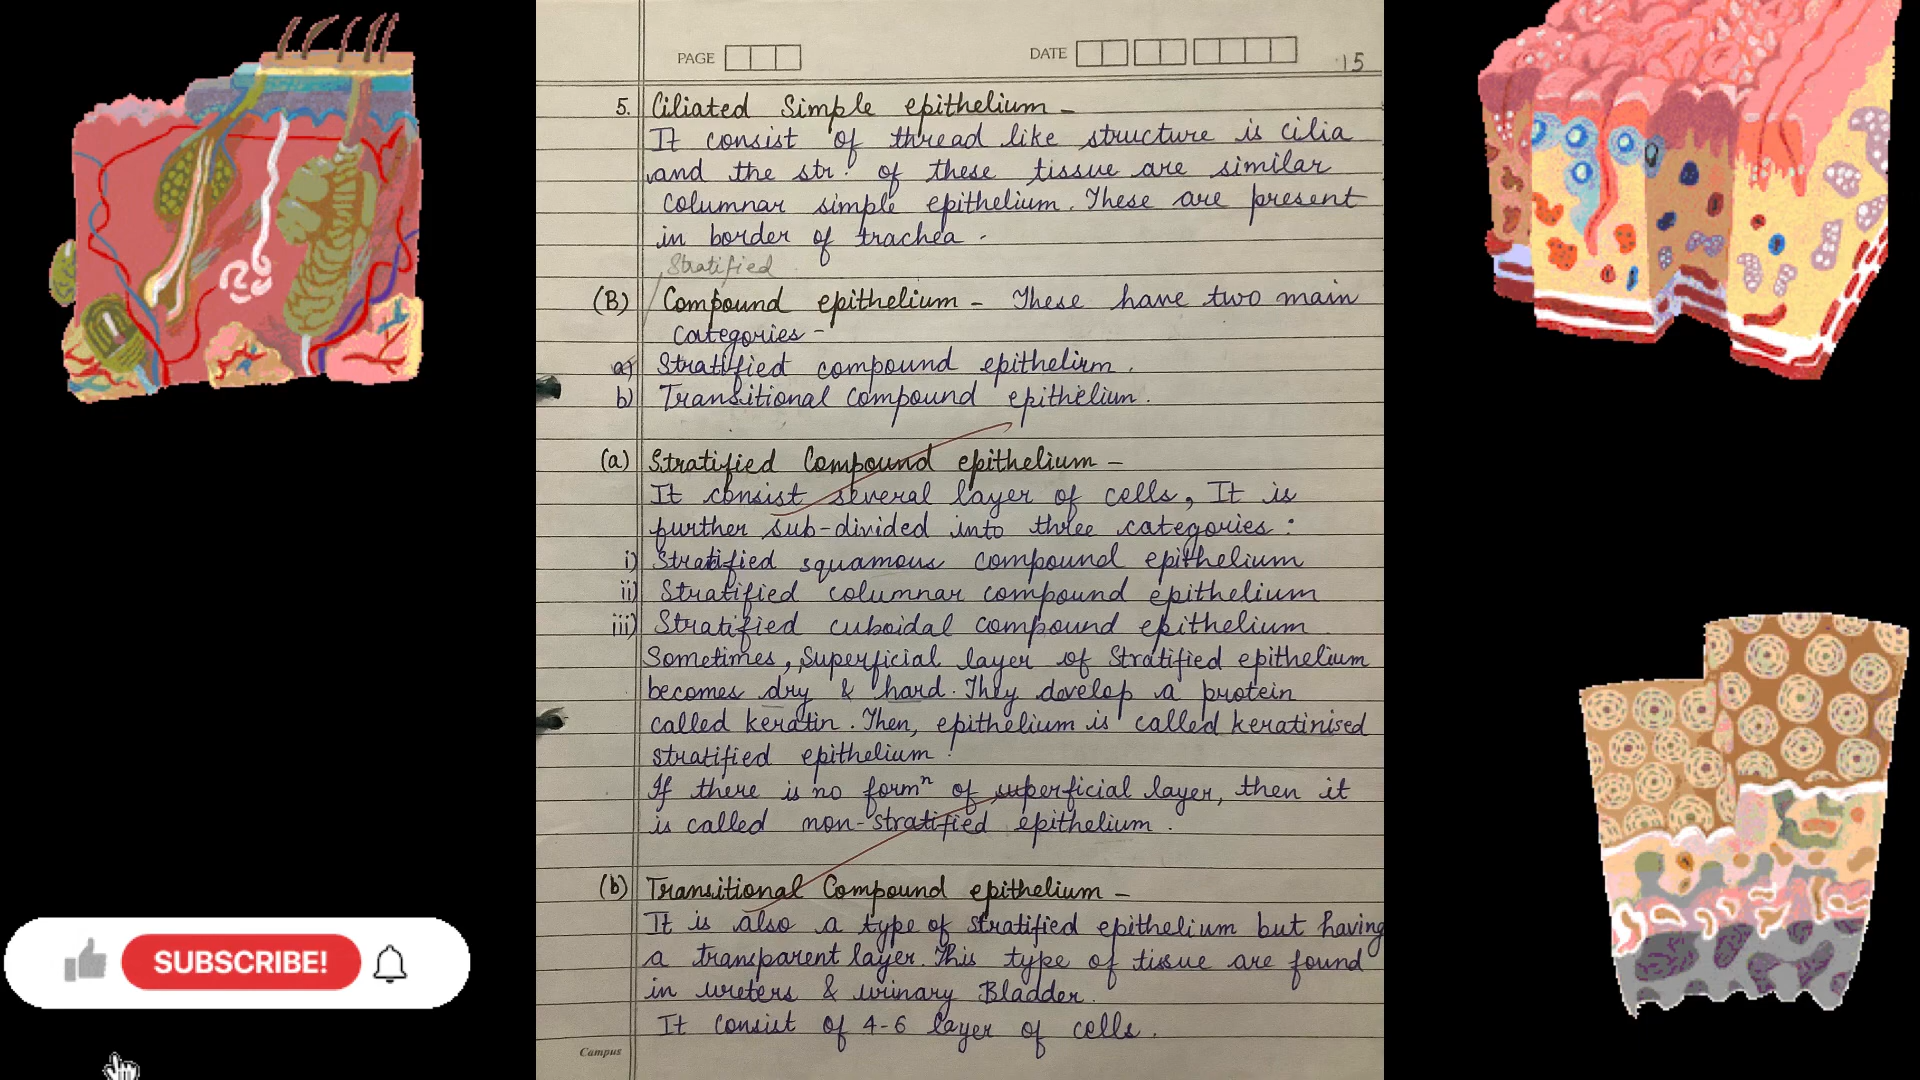 PAGE
DATE
15
5. Ciliated Simple epithelium -
It consist of thread like structure is cilia
and the str. of these tissue are similar
columnar simple epithelium. These are present
in border of trachea.
Stratified
(B) Compound epithelium - These have two main
categories -
a) Stratified compound epithelium.
b) Transitional compound epithelium.
(a) Stratified Compound epithelium -
It consist several layer of cells, It is
further sub-divided into three categories:
i) Stratified squamous compound epithelium
ii) Stratified columnar compound epithelium
iii) Stratified cuboidal compound epithelium
Sometimes, Superficial layer of Stratified epithelium
becomes dry & hard. They develop a protein
called keratin. Then, epithelium is called keratinised
stratified epithelium.
If there is no formⁿ of superficial layer, then it
is called non-stratified epithelium.
(b) Transitional Compound epithelium -
It is also a type of stratified epithelium but having
a transparent layer. This type of tissue are found
in ureters & urinary Bladder.
It consist of 4-6 layer of cells.
Campus
SUBSCRIBE!